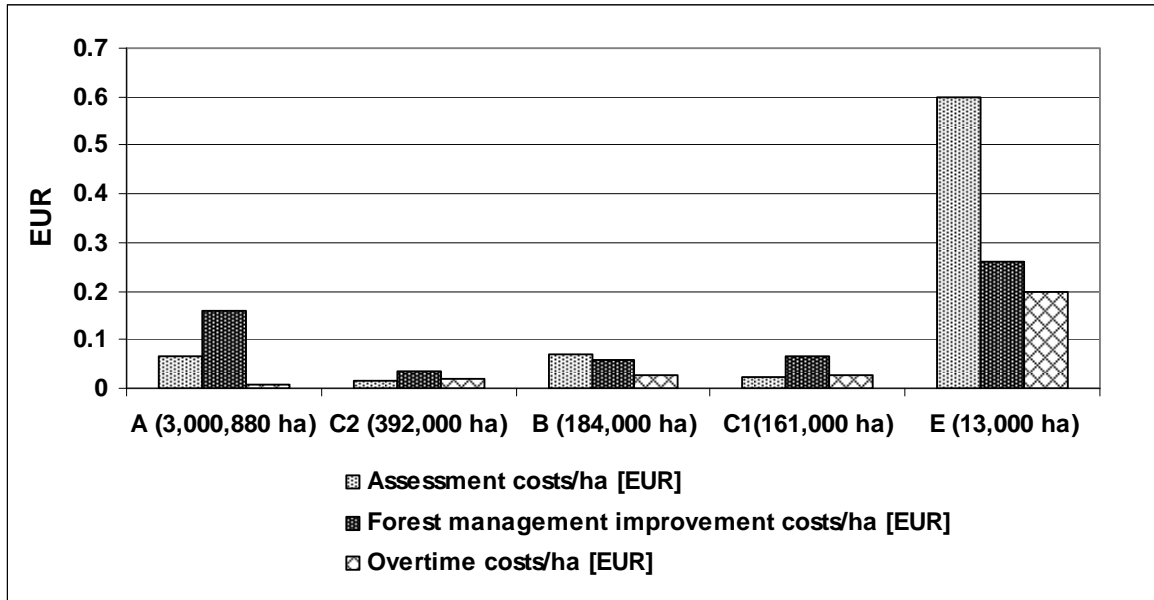 0.7
0.6
0.5
0.4
0.3
0.2
0.1
0
EUR
A (3,000,880 ha) C2 (392,000 ha) B (184,000 ha) C1(161,000 ha) E (13,000 ha)
Assessment costs/ha [EUR]
Forest management improvement costs/ha [EUR]
Overtime costs/ha [EUR]